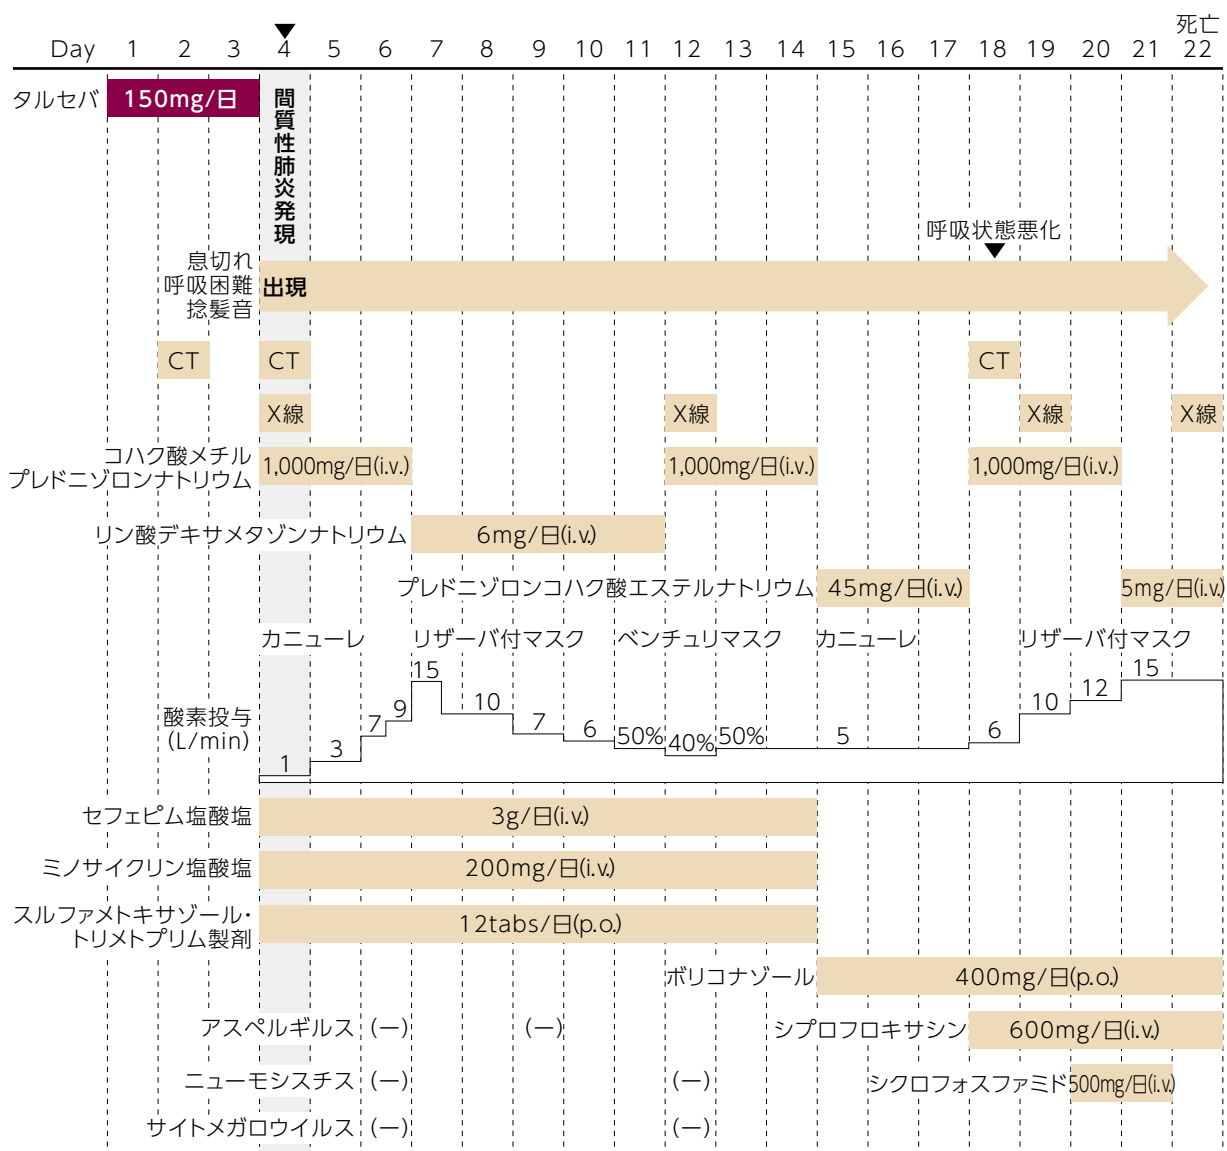 死亡
Day 1 2 3 4 5 6 7 8 9 10 11 12 13 14 15 16 17 18 19 20 21 22
タルセバ 150mg/日
間質性肺炎発現
呼吸状態悪化
息切れ
呼吸困難 出現
捻髪音
CT CT CT
X線 X線 X線 X線
コハク酸メチル
プレドニゾロンナトリウム 1,000mg/日(i.v.) 1,000mg/日(i.v.) 1,000mg/日(i.v.)
リン酸デキサメタゾンナトリウム 6mg/日(i.v.)
プレドニゾロンコハク酸エステルナトリウム 45mg/日(i.v.) 5mg/日(i.v.)
カニューレ リザーバ付マスク ベンチュリマスク カニューレ リザーバ付マスク
酸素投与
(L/min)
1 3 7 9 15 10 7 6 50% 40% 50% 5 6 10 12 15
セフェピム塩酸塩 3g/日(i.v.)
ミノサイクリン塩酸塩 200mg/日(i.v.)
スルファメトキサゾール・
トリメトプリム製剤 12tabs/日(p.o.)
ボリコナゾール 400mg/日(p.o.)
アスペルギルス (ー) (ー) シプロフロキサシン 600mg/日(i.v.)
ニューモシスチス (ー) (ー) シクロフォスファミド 500mg/日(i.v.)
サイトメガロウイルス (ー) (ー)